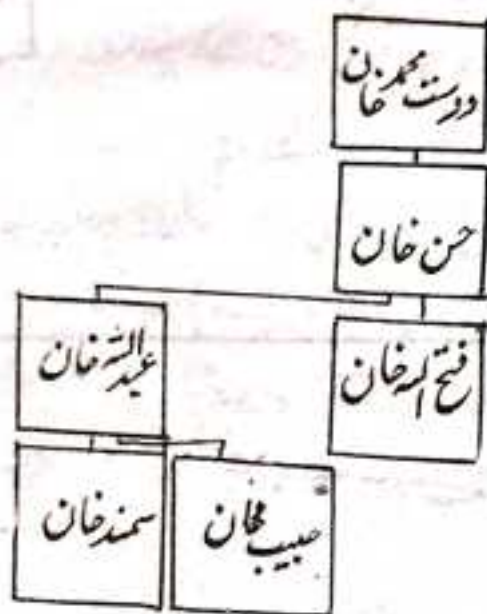 دوست محمد خان
حسن خان
فتح اللہ خان
عبداللہ خان
حبیب خان
سمند خان